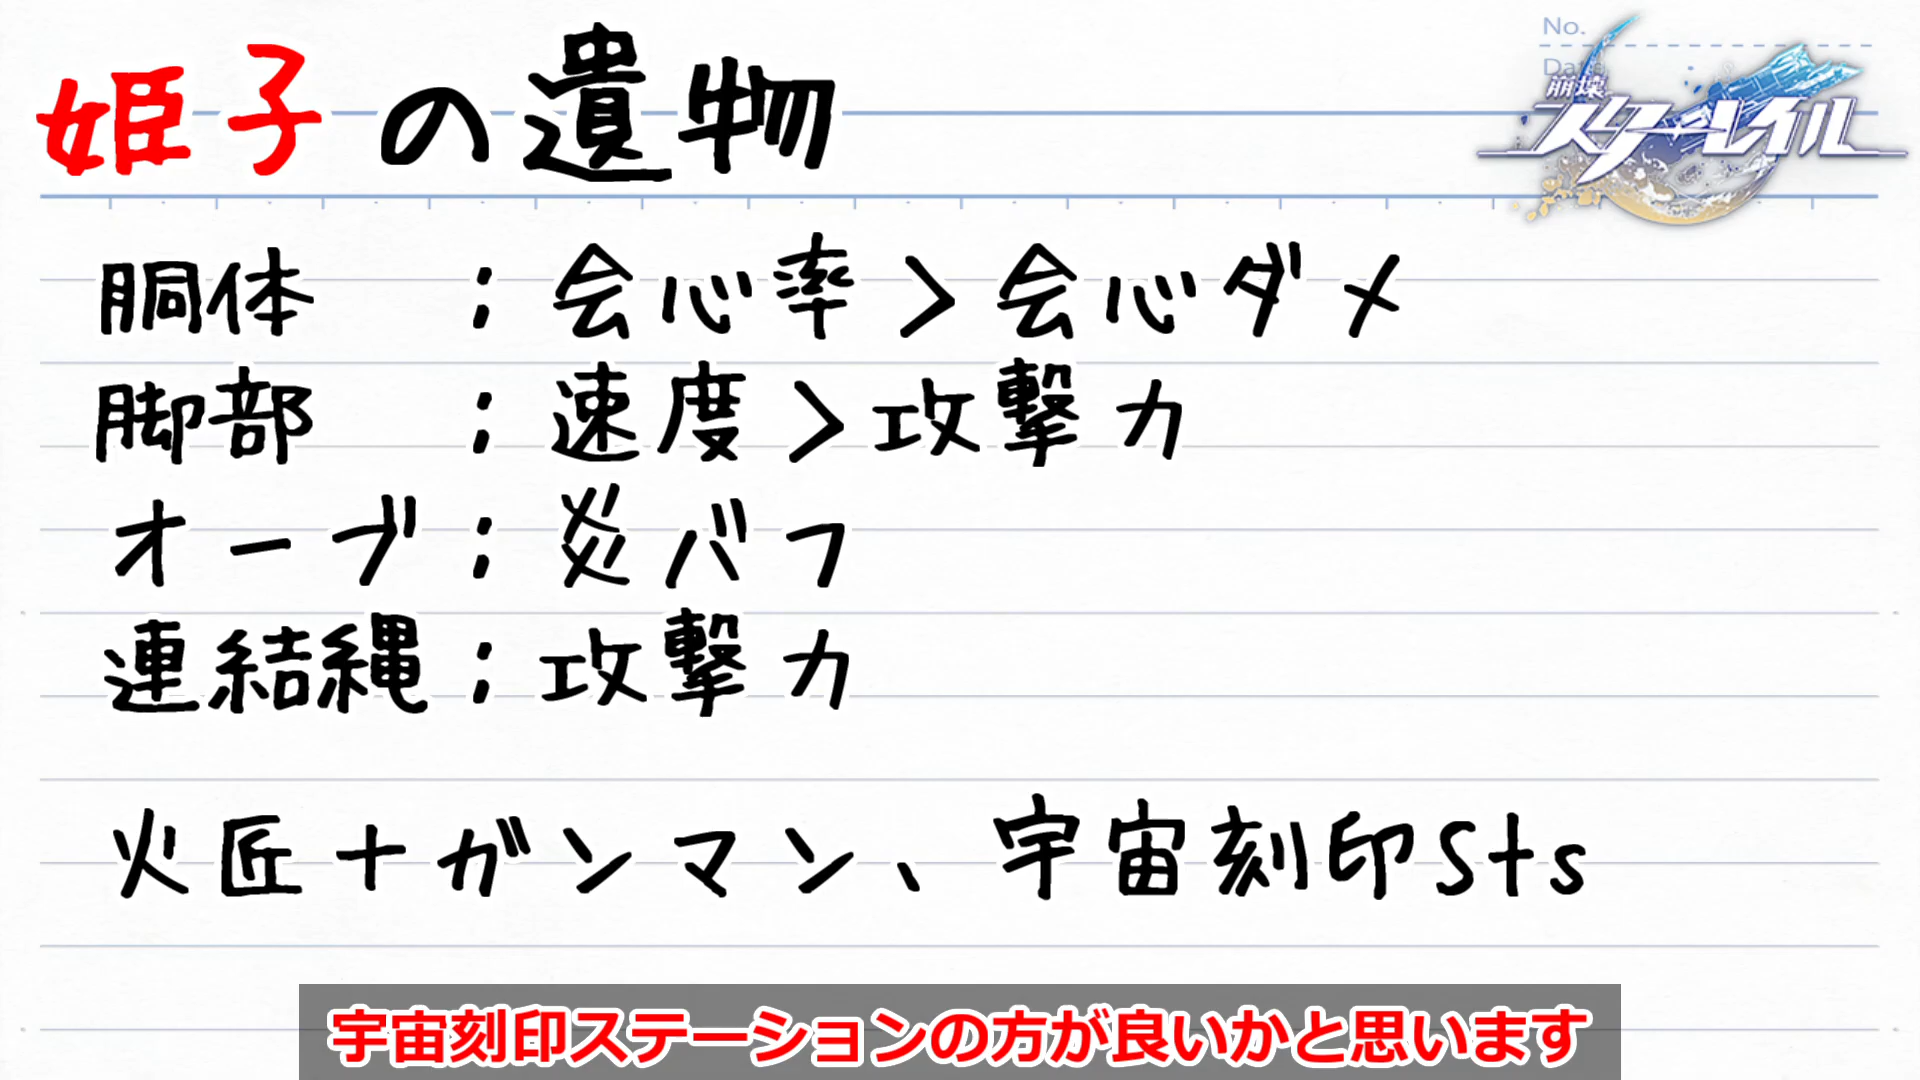 No.
Date
崩壊
スターレイル
姫子の遺物
胴体 ; 会心率 > 会心ダメ
脚部 ; 速度 > 攻撃力
オーブ ; 炎バフ
連結縄 ; 攻撃力
火匠+ガンマン、宇宙刻印Sts
宇宙刻印ステーションの方が良いかと思います